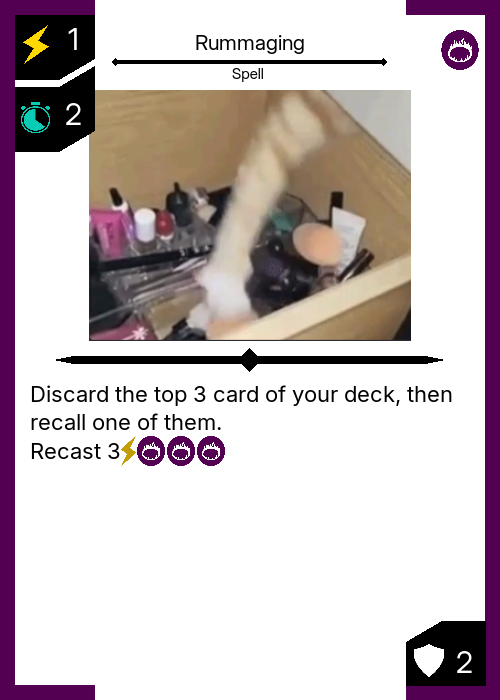 1
Rummaging
Spell
2
Discard the top 3 card of your deck, then
recall one of them.
Recast 3
2